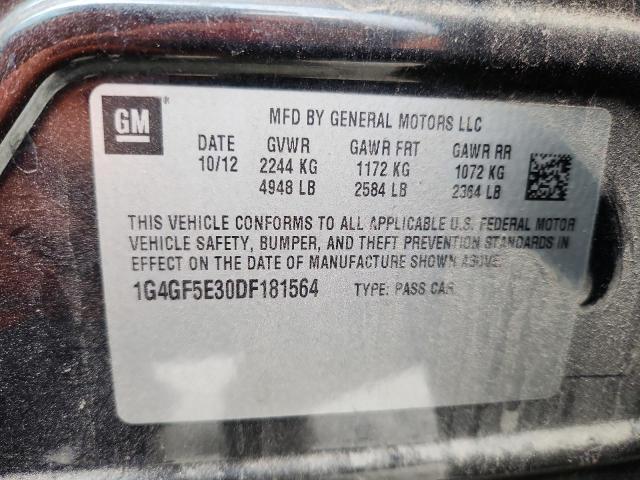 GM
MFD BY GENERAL MOTORS LLC
DATE GVWR GAWR FRT GAWR RR
10/12 2244 KG 1172 KG 1072 KG
4948 LB 2584 LB 2364 LB
THIS VEHICLE CONFORMS TO ALL APPLICABLE U.S. FEDERAL MOTOR
VEHICLE SAFETY, BUMPER, AND THEFT PREVENTION STANDARDS IN
EFFECT ON THE DATE OF MANUFACTURE SHOWN ABOVE.
1G4GF5E30DF181564 TYPE: PASS CAR